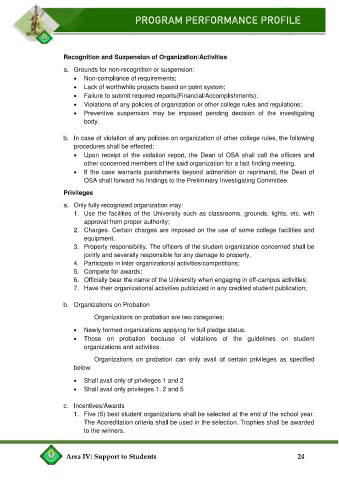 PROGRAM PERFORMANCE PROFILE
Recognition and Suspension of Organization/Activities
a. Grounds for non-recognition or suspension:
• Non-compliance of requirements;
• Lack of worthwhile projects based on point system;
• Failure to submit required reports(Financial/Accomplishments);
• Violations of any policies of organization or other college rules and regulations;
• Preventive suspension may be imposed pending decision of the investigating
body.
b. In case of violation of any policies on organization of other college rules, the following
procedures shall be effected:
• Upon receipt of the violation report, the Dean of OSA shall call the officers and
other concerned members of the said organization for a fact finding meeting.
• If the case warrants punishments beyond admonition or reprimand, the Dean of
OSA shall forward his findings to the Preliminary Investigating Committee.
Privileges
a. Only fully recognized organization may:
1. Use the facilities of the University such as classrooms, grounds, lights, etc. with
approval from proper authority;
2. Charges. Certain charges are imposed on the use of some college facilities and
equipment.
3. Property responsibility. The officers of the student organization concerned shall be
jointly and severally responsible for any damage to property.
4. Participate in inter-organizational activities/competitions;
5. Compete for awards;
6. Officially bear the name of the University when engaging in off-campus activities;
7. Have their organizational activities publicized in any credited student publication;
b. Organizations on Probation
Organizations on probation are two categories:
• Newly formed organizations applying for full pledge status.
• Those on probation because of violations of the guidelines on student
organizations and activities.
Organizations on probation can only avail of certain privileges as specified
below:
• Shall avail only of privileges 1 and 2
• Shall avail only privileges 1, 2 and 5
c. Incentives/Awards
1. Five (5) best student organizations shall be selected at the end of the school year.
The Accreditation criteria shall be used in the selection. Trophies shall be awarded
to the winners.
Area IV: Support to Students 24